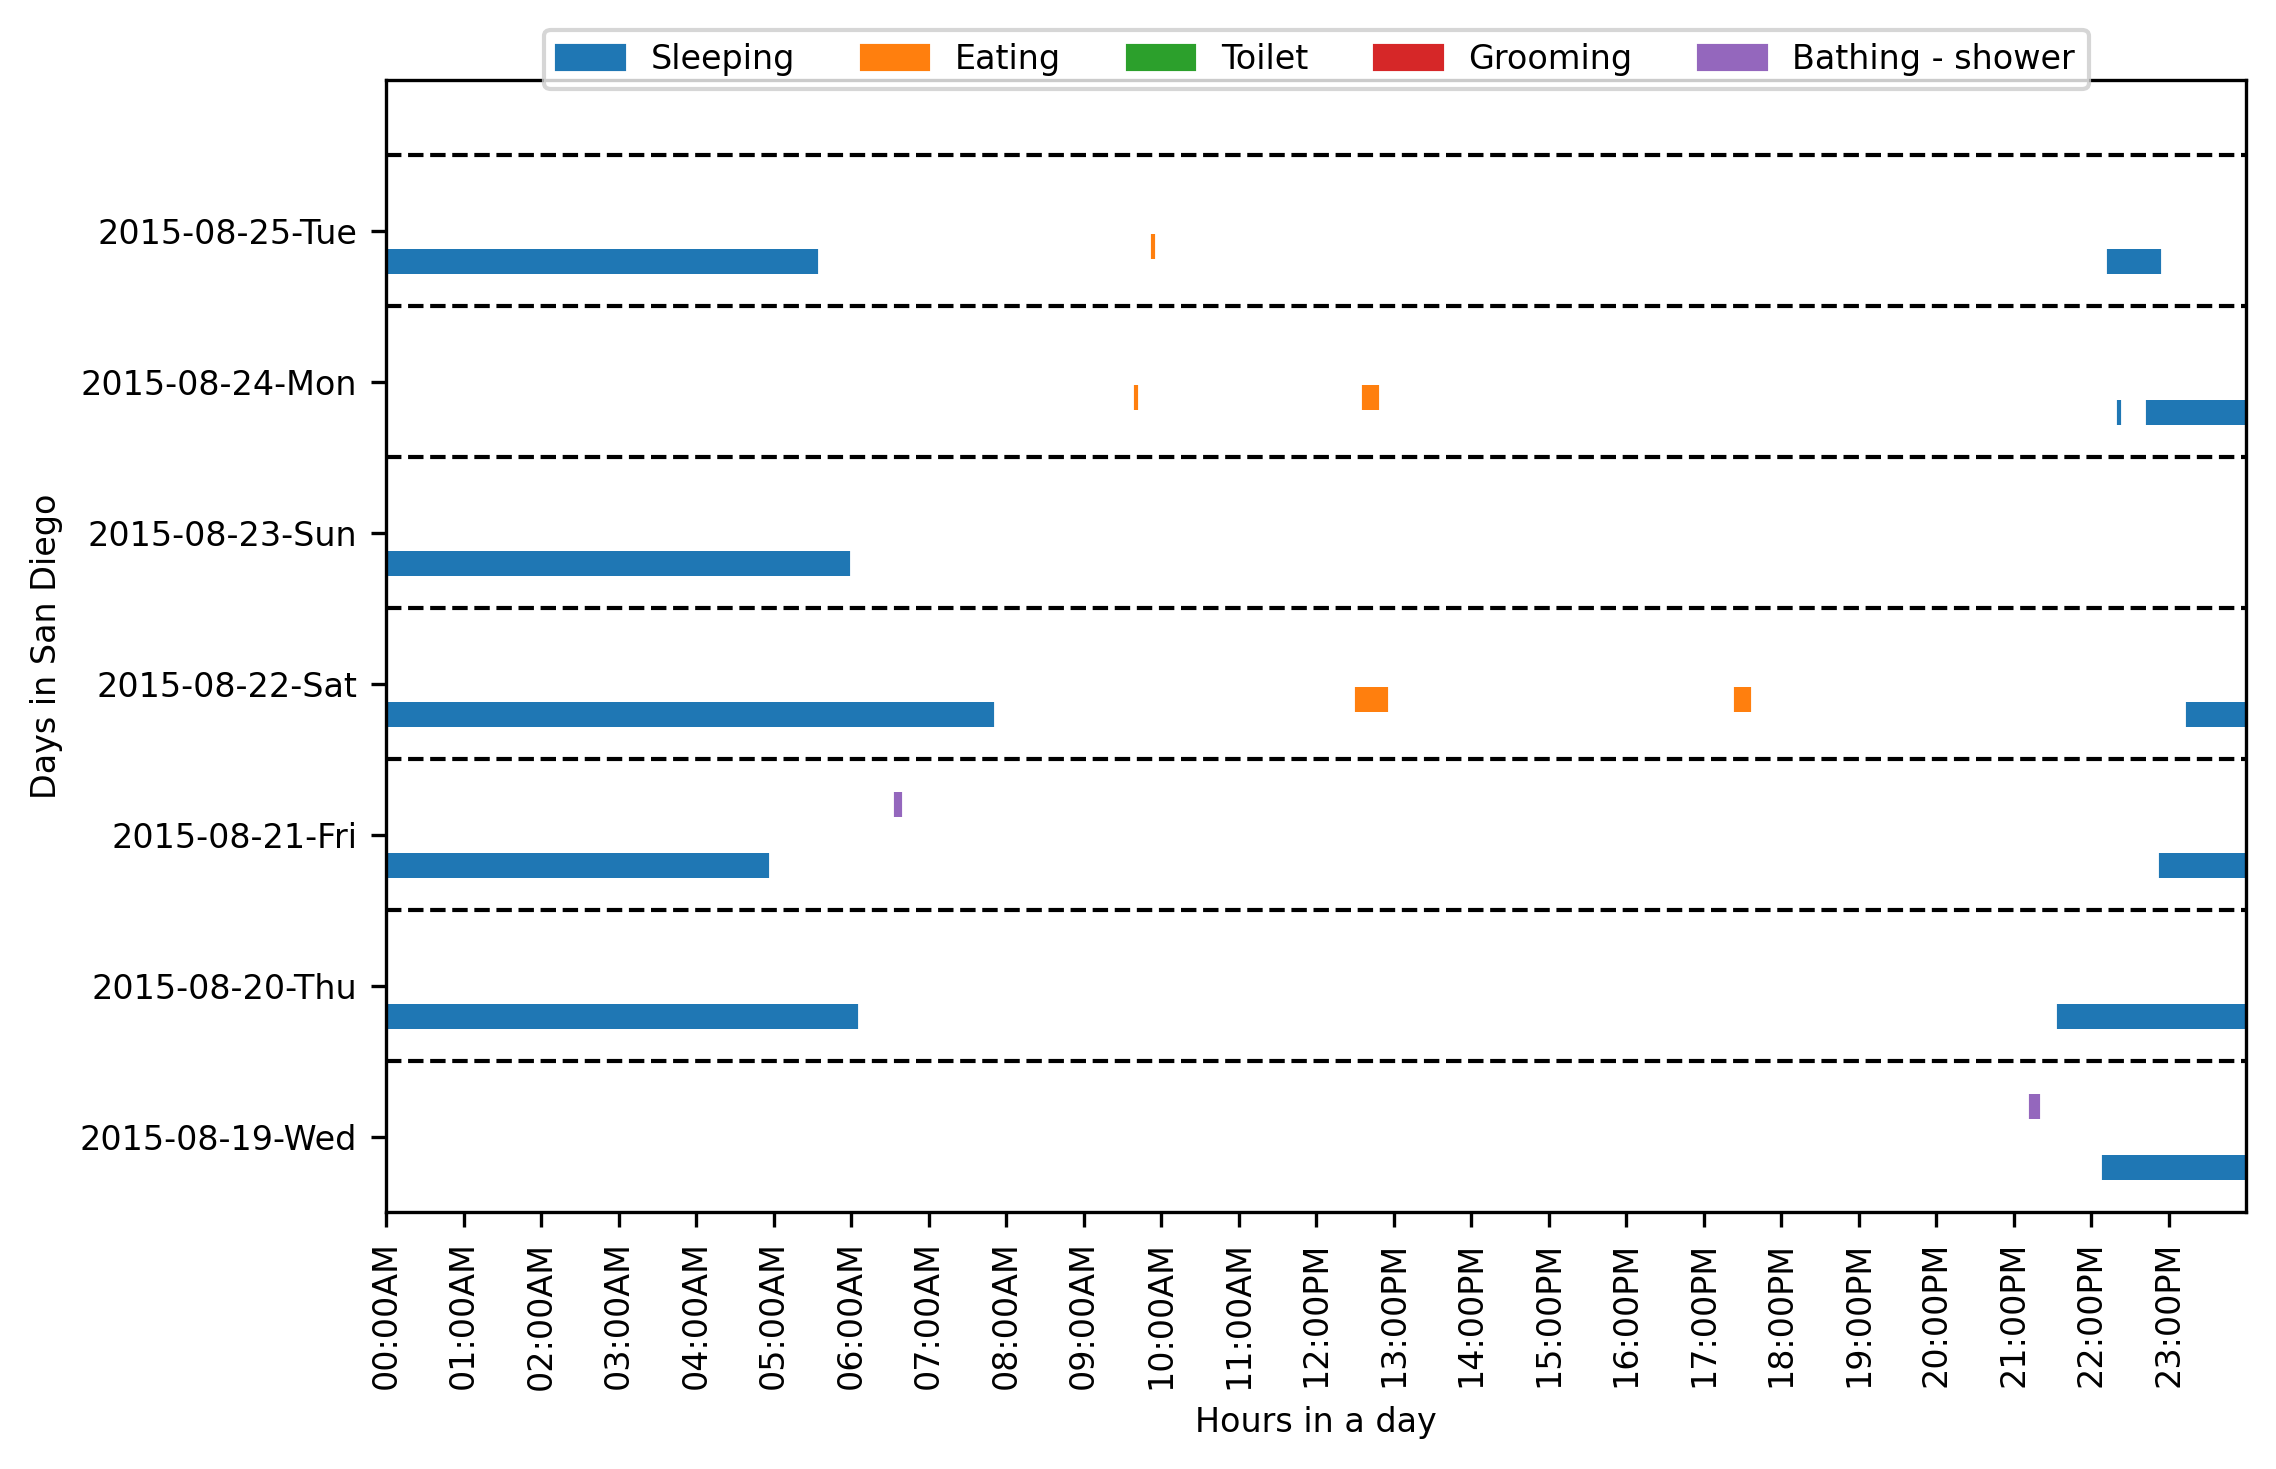 Sleeping Eating Toilet Grooming Bathing - shower
2015-08-25-Tue
2015-08-24-Mon
2015-08-23-Sun
2015-08-22-Sat
2015-08-21-Fri
2015-08-20-Thu
2015-08-19-Wed
Days in San Diego
00:00AM
01:00AM
02:00AM
03:00AM
04:00AM
05:00AM
06:00AM
07:00AM
08:00AM
09:00AM
10:00AM
11:00AM
12:00PM
13:00PM
14:00PM
15:00PM
16:00PM
17:00PM
18:00PM
19:00PM
20:00PM
21:00PM
22:00PM
23:00PM
Hours in a day